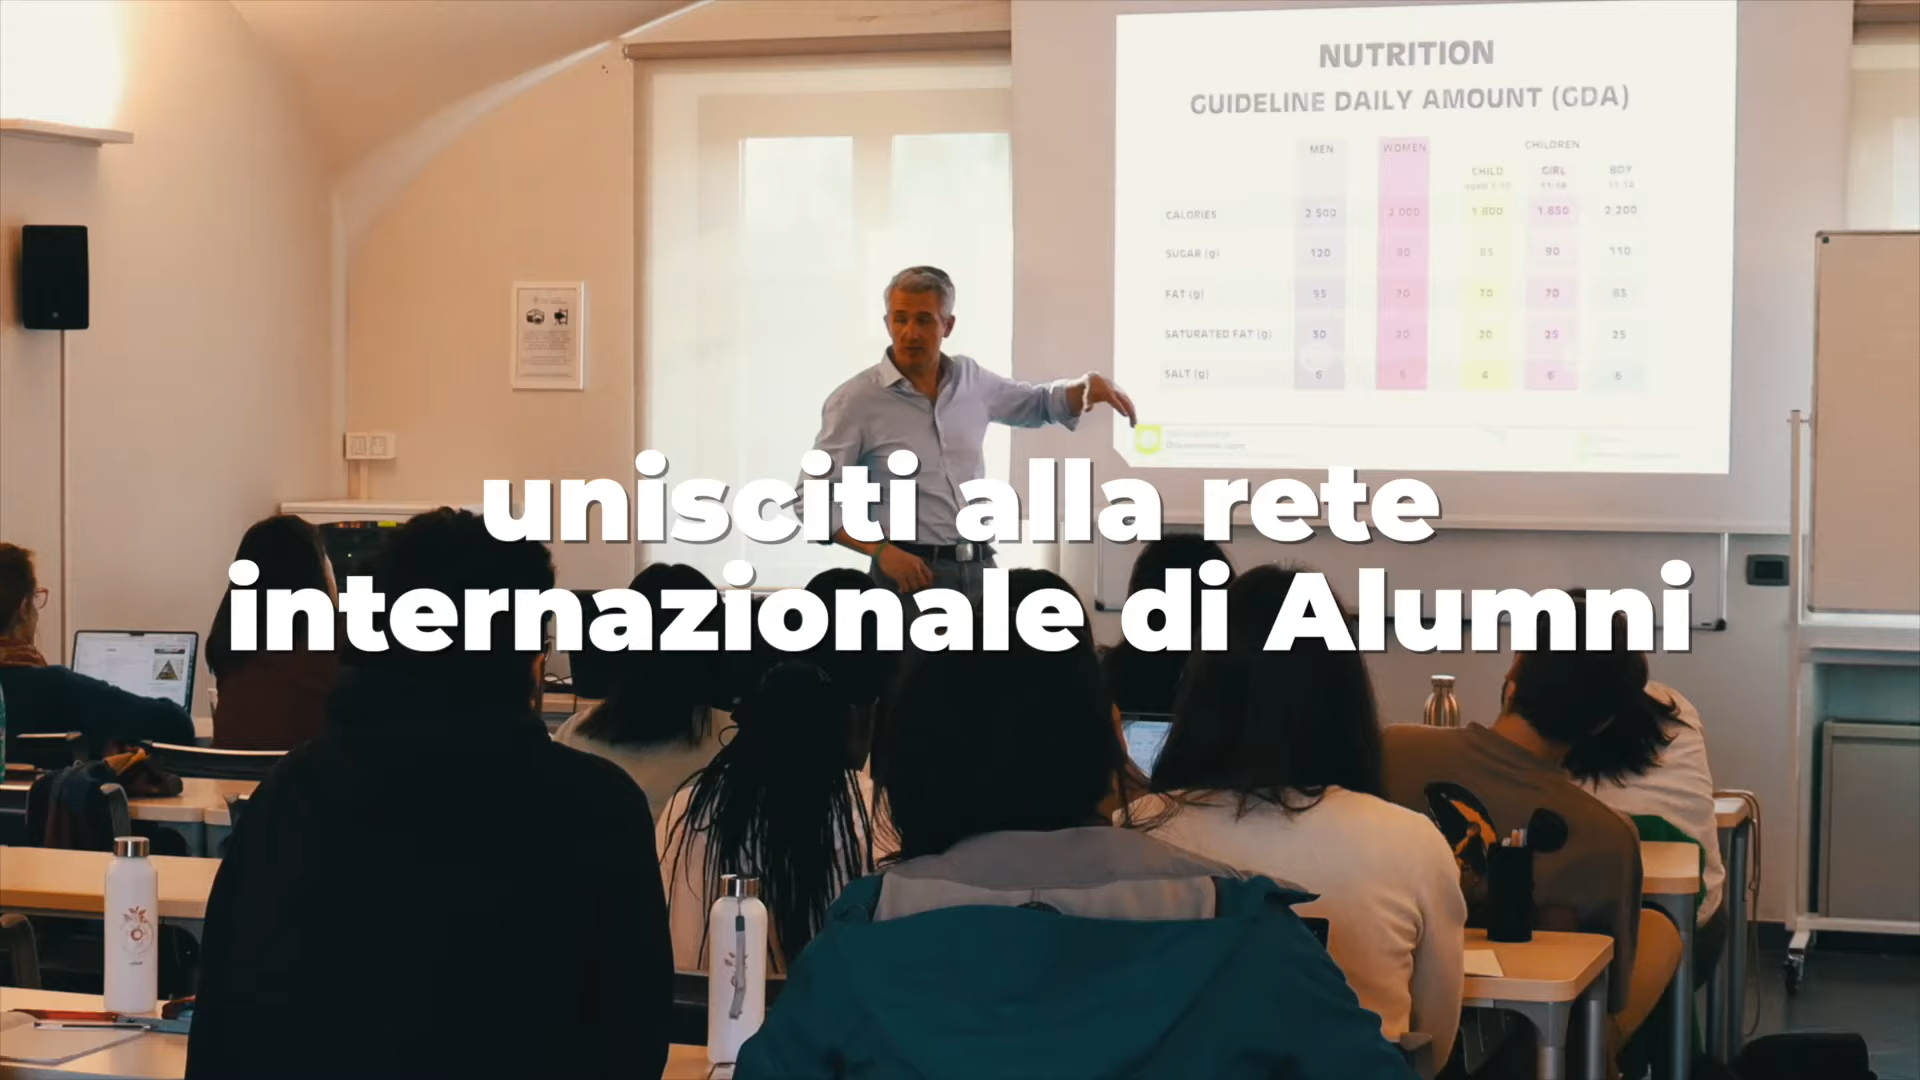 NUTRITION
GUIDELINE DAILY AMOUNT (GDA)
MEN WOMEN CHILDREN
CHILD GIRL BOY
CALORIES 2 500 2 000 1 800 1.850 2.200
SUGAR (g) 120 90 85 90 110
FAT (g) 95 70 70 70 85
SATURATED FAT (g) 30 20 20 25 25
SALT (g) 6 6 4 6 6
unisciti alla rete
internazionale di Alumni